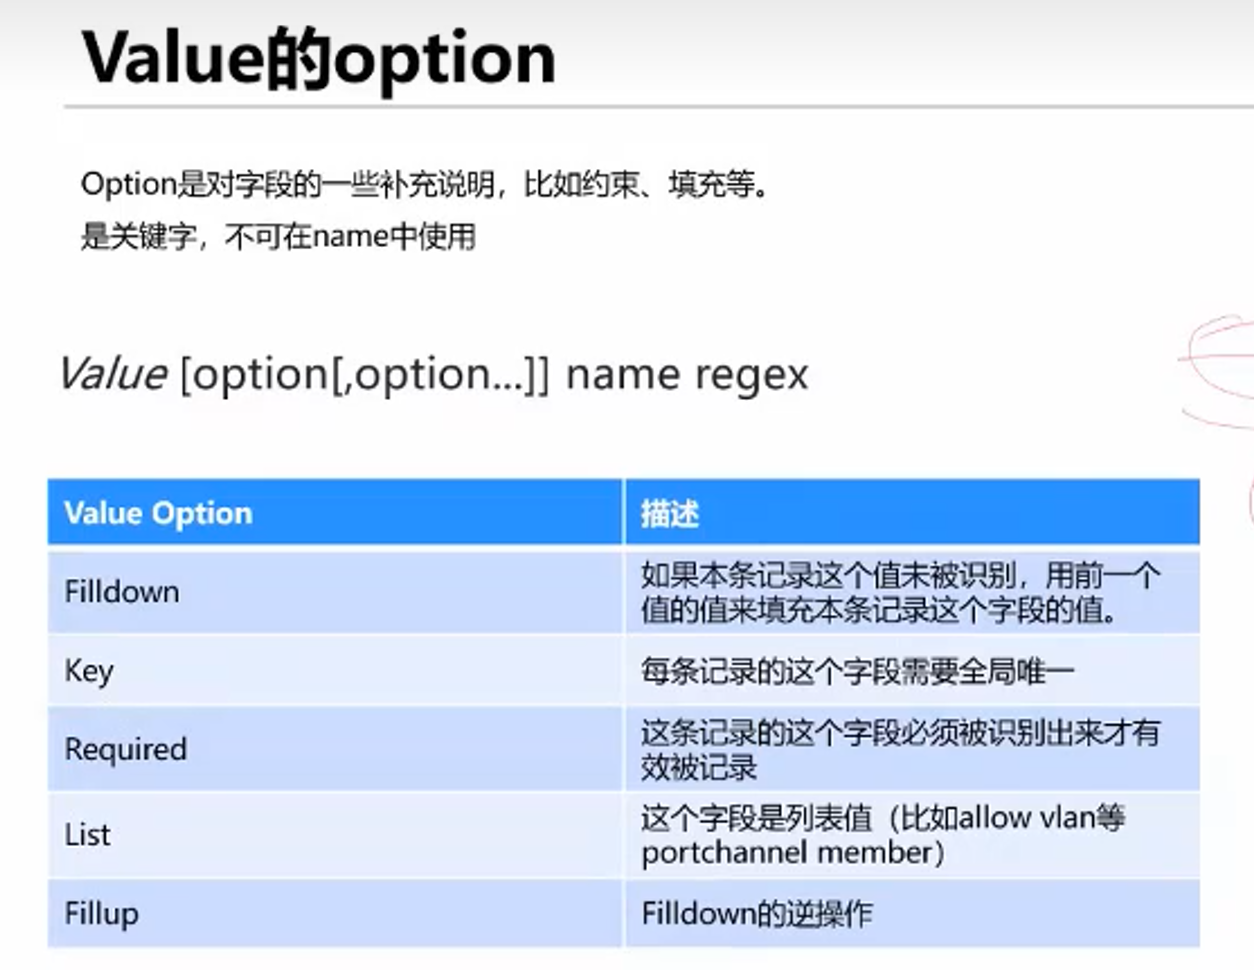 Value的option
Option是对字段的一些补充说明，比如约束、填充等。
是关键字，不可在name中使用
Value [option[,option...]] name regex
Value Option
描述
Filldown
如果本条记录这个值未被识别，用前一个
值的值来填充本条记录这个字段的值。
Key
每条记录的这个字段需要全局唯一
Required
这条记录的这个字段必须被识别出来才有
效被记录
List
这个字段是列表值（比如allow vlan等
portchannel member）
Fillup
Filldown的逆操作